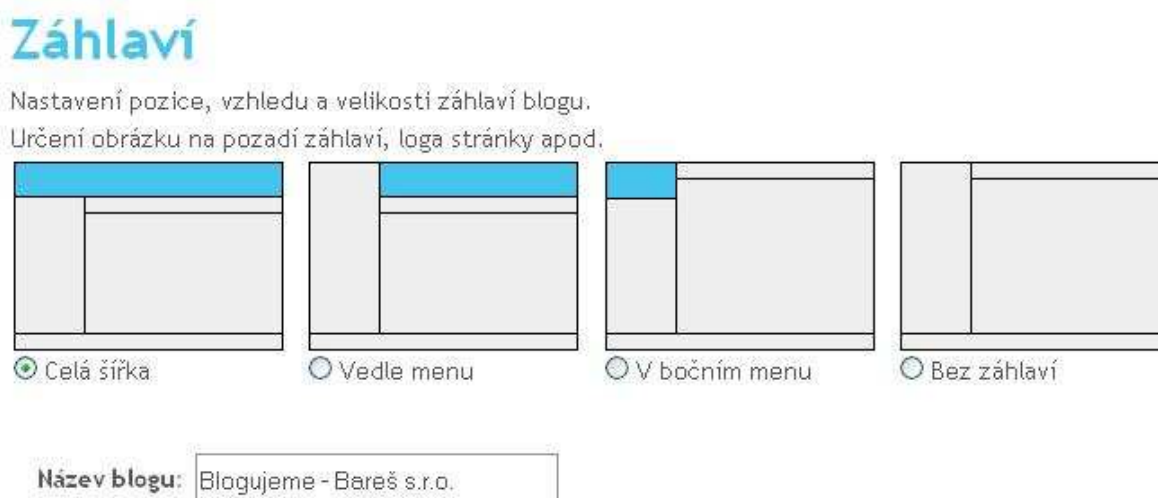 Záhlaví
Nastavení pozice, vzhledu a velikosti záhlaví blogu.
Určení obrázku na pozadí záhlaví, loga stránky apod.
Celá šířka Vedle menu V bočním menu Bez záhlaví
Název blogu: Blogujeme - Bareš s.r.o.